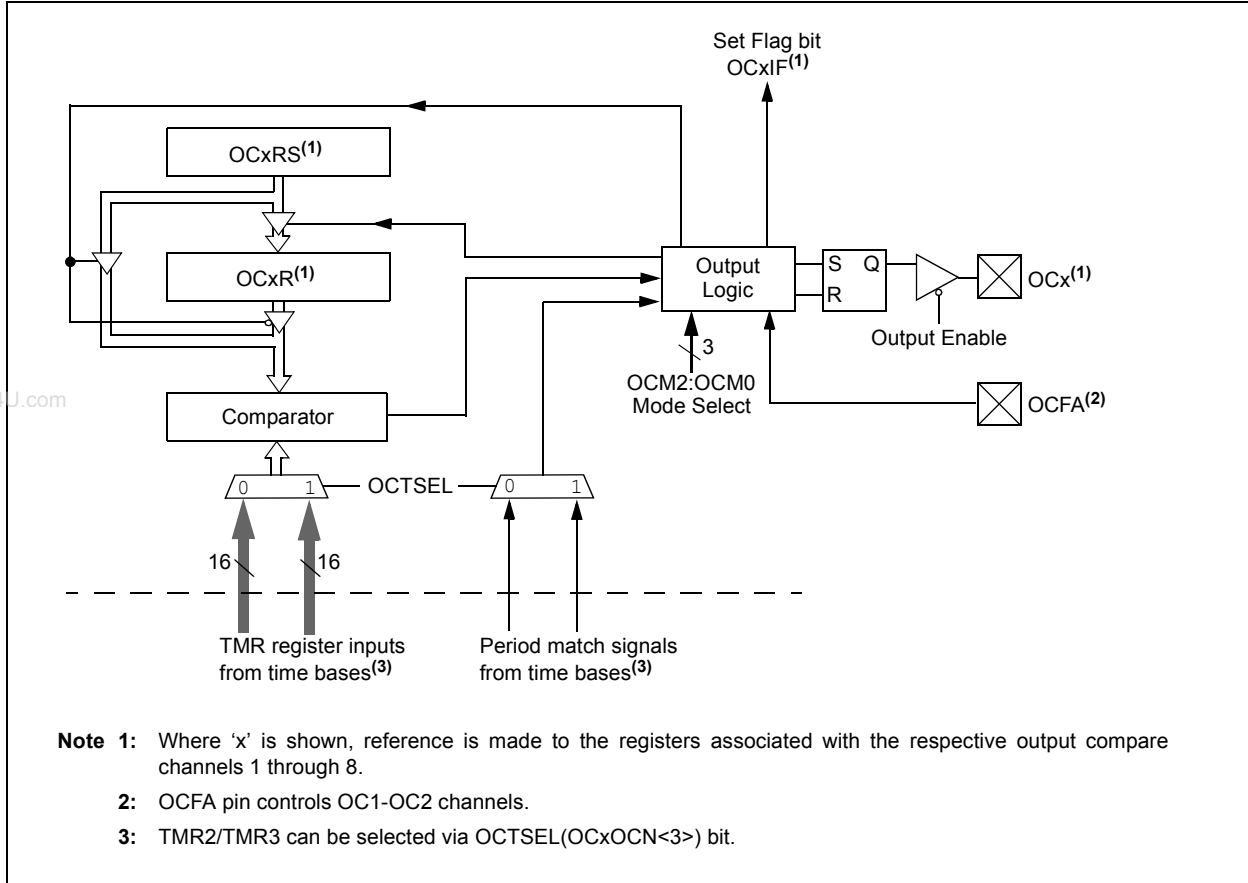 Set Flag bit
OCxIF(1)
OCxRS(1)
OCxR(1)
Output
Logic
S Q
R
OCx(1)
Output Enable
3
OCM2:OCM0
Mode Select
OCFA(2)
4U.com
Comparator
0 1
OCTSEL
0 1
16
16
TMR register inputs
from time bases(3)
Period match signals
from time bases(3)
Note 1: Where ‘x’ is shown, reference is made to the registers associated with the respective output compare
channels 1 through 8.
2: OCFA pin controls OC1-OC2 channels.
3: TMR2/TMR3 can be selected via OCTSEL(OCxOCN<3>) bit.